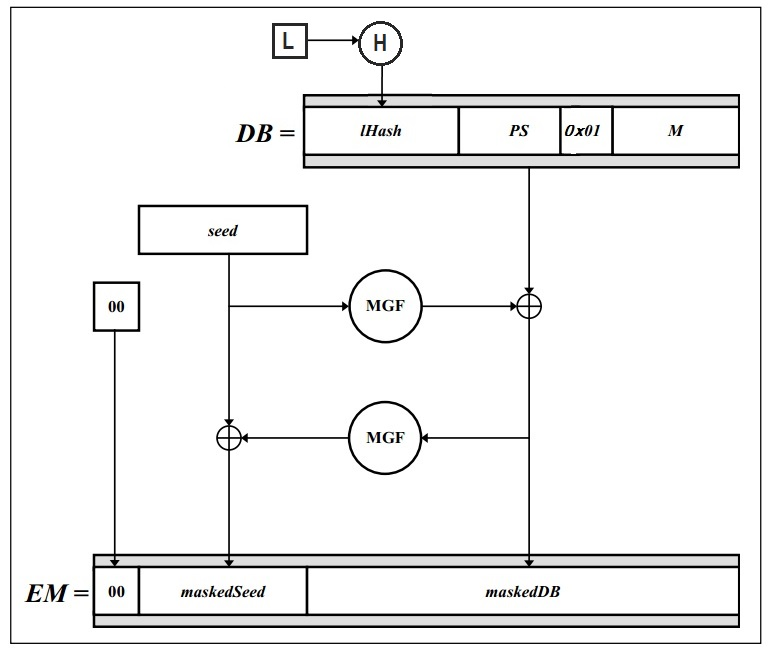 L H
DB = lHash PS 0x01 M
seed
00 MGF
MGF
EM = 00 maskedSeed maskedDB